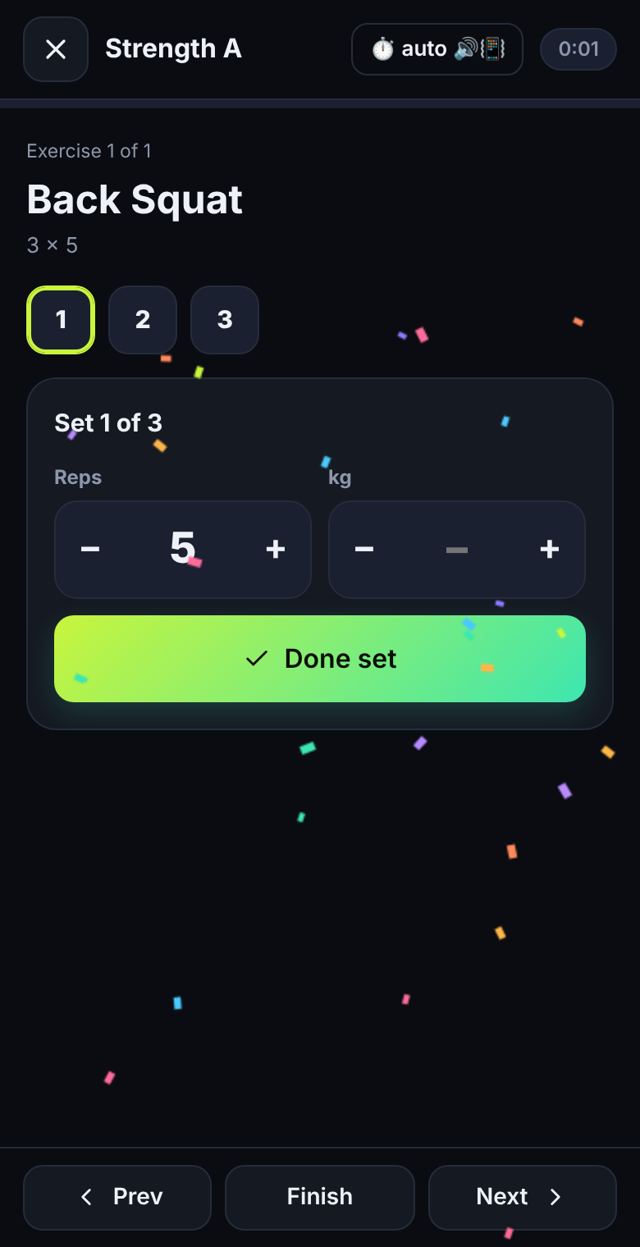 Strength A
auto
0:01
Exercise 1 of 1
Back Squat
3 × 5
1 2 3
Set 1 of 3
Reps kg
− 5 + − – +
Done set
Prev Finish Next